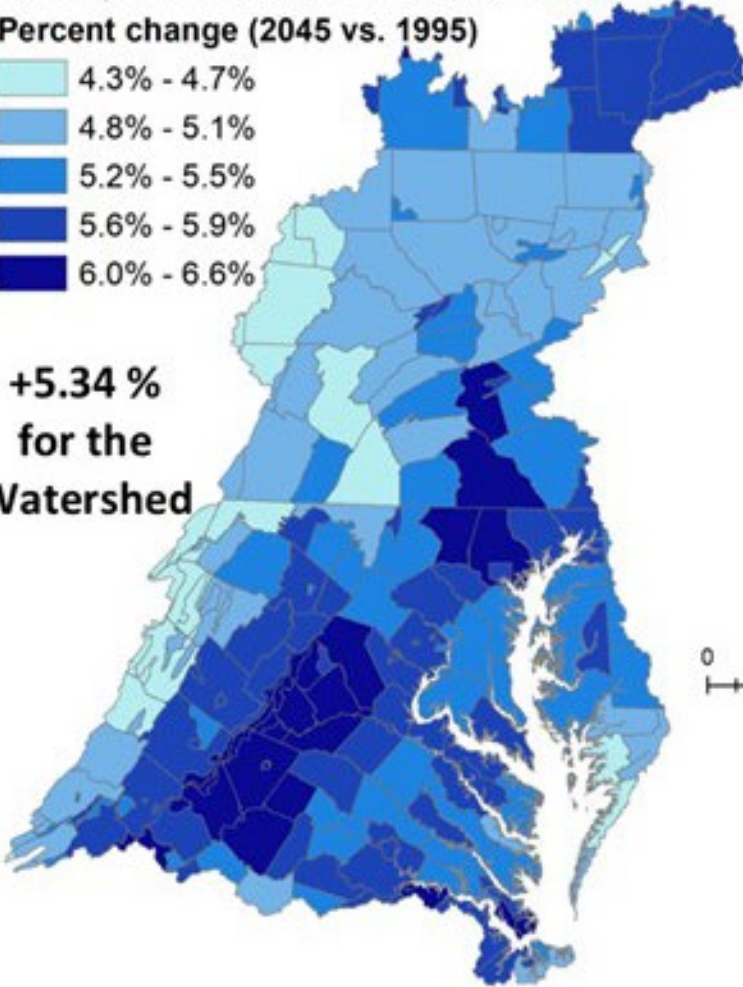 Percent change (2045 vs. 1995)
4.3% - 4.7%
4.8% - 5.1%
5.2% - 5.5%
5.6% - 5.9%
6.0% - 6.6%
+5.34 %
for the
Watershed
0